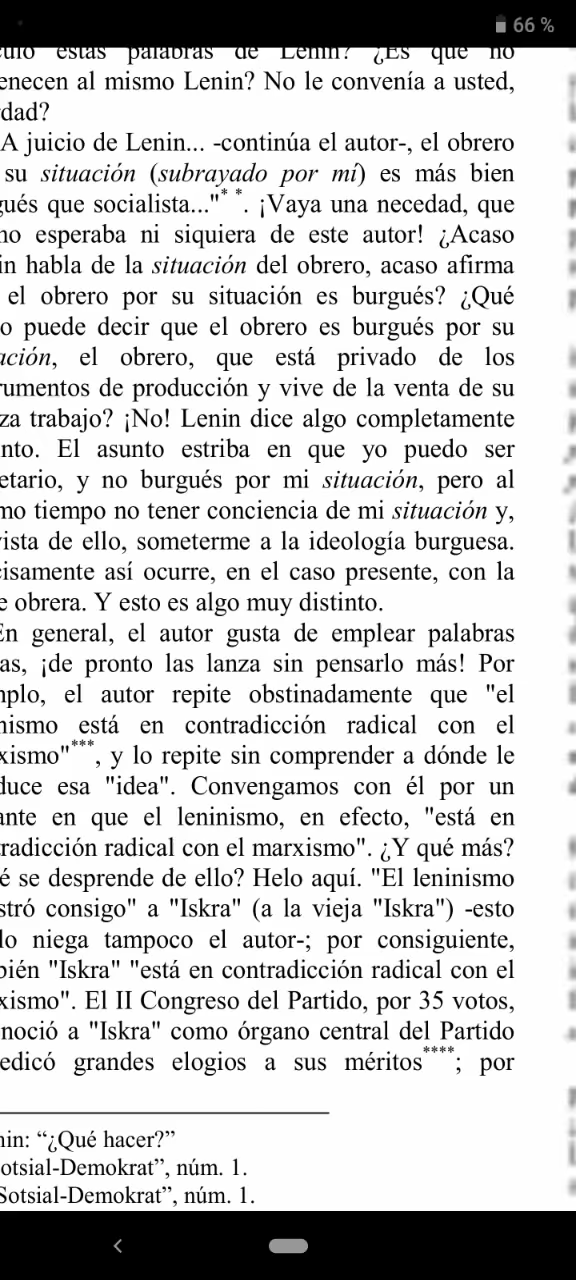 66 %
estas palabras de Lenin? ¿Es que no
enecen al mismo Lenin? No le convenía a usted,
dad?
A juicio de Lenin... -continúa el autor-, el obrero
su situación (subrayado por mí) es más bien
gués que socialista..."* *. ¡Vaya una necedad, que
no esperaba ni siquiera de este autor! ¿Acaso
in habla de la situación del obrero, acaso afirma
el obrero por su situación es burgués? ¿Qué
o puede decir que el obrero es burgués por su
ación, el obrero, que está privado de los
rumentos de producción y vive de la venta de su
za trabajo? ¡No! Lenin dice algo completamente
into. El asunto estriba en que yo puedo ser
etario, y no burgués por mi situación, pero al
mo tiempo no tener conciencia de mi situación y,
vista de ello, someterme a la ideología burguesa.
cisamente así ocurre, en el caso presente, con la
e obrera. Y esto es algo muy distinto.
En general, el autor gusta de emplear palabras
as, ¡de pronto las lanza sin pensarlo más! Por
mplo, el autor repite obstinadamente que "el
nismo está en contradicción radical con el
xismo"***, y lo repite sin comprender a dónde le
duce esa "idea". Convengamos con él por un
ante en que el leninismo, en efecto, "está en
tradicción radical con el marxismo". ¿Y qué más?
é se desprende de ello? Helo aquí. "El leninismo
stró consigo" a "Iskra" (a la vieja "Iskra") -esto
lo niega tampoco el autor-; por consiguiente,
bién "Iskra" "está en contradicción radical con el
xismo". El II Congreso del Partido, por 35 votos,
noció a "Iskra" como órgano central del Partido
edicó grandes elogios a sus méritos****; por
nin: “¿Qué hacer?”
otsial-Demokrat”, núm. 1.
Sotsial-Demokrat”, núm. 1.